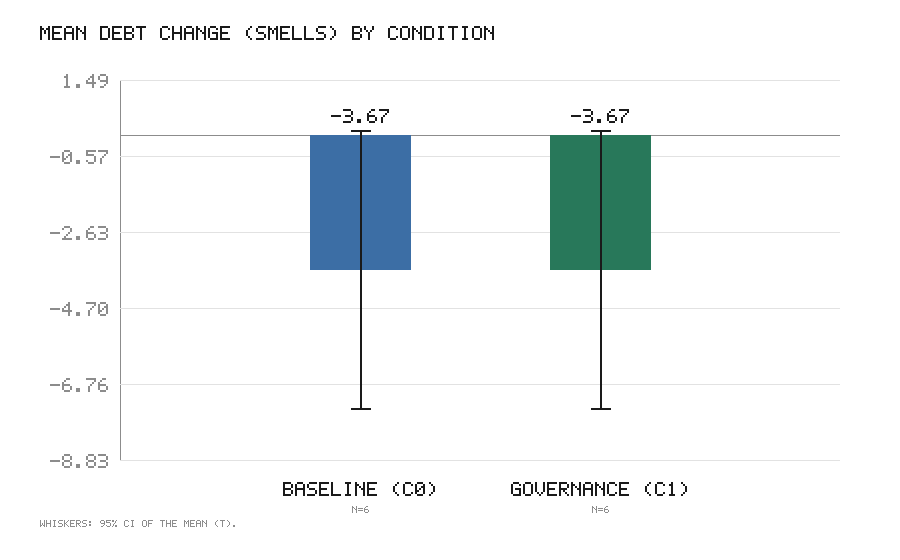 MEAN DEBT CHANGE (SMELLS) BY CONDITION
1.49
-3.67 -3.67
-0.57
-2.63
-4.70
-6.76
-8.83
BASELINE (C0) GOVERNANCE (C1)
N=6 N=6
WHISKERS: 95% CI OF THE MEAN (T).